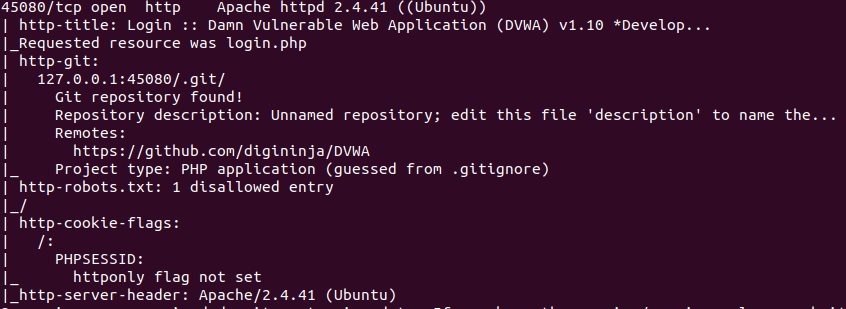 45080/tcp open  http    Apache httpd 2.4.41 ((Ubuntu))
| http-title: Login :: Damn Vulnerable Web Application (DVWA) v1.10 *Develop...
|_Requested resource was login.php
| http-git:
|   127.0.0.1:45080/.git/
|     Git repository found!
|     Repository description: Unnamed repository; edit this file 'description' to name the...
|     Remotes:
|       https://github.com/digininja/DVWA
|_    Project type: PHP application (guessed from .gitignore)
| http-robots.txt: 1 disallowed entry
|_/
| http-cookie-flags:
|   /:
|     PHPSESSID:
|_      httponly flag not set
|_http-server-header: Apache/2.4.41 (Ubuntu)